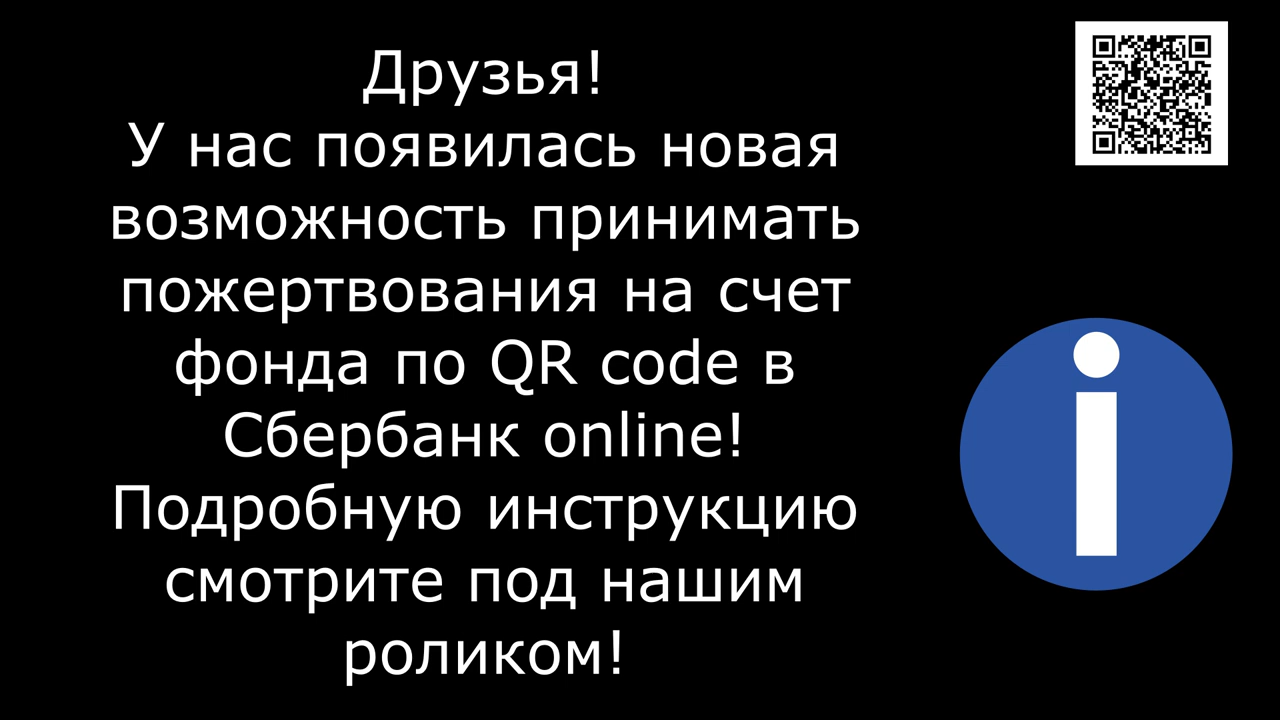 Друзья!
У нас появилась новая
возможность принимать
пожертвования на счет
фонда по QR code в
Сбербанк online!
Подробную инструкцию
смотрите под нашим
роликом!